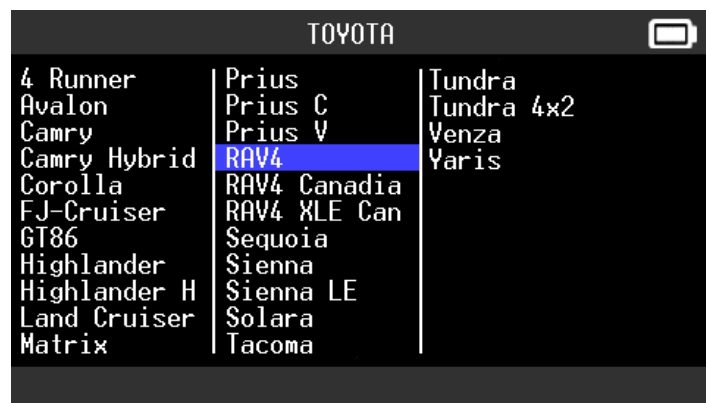 TOYOTA
4 Runner
Avalon
Camry
Camry Hybrid
Corolla
FJ-Cruiser
GT86
Highlander
Highlander H
Land Cruiser
Matrix
Prius
Prius C
Prius V
RAV4
RAV4 Canadia
RAV4 XLE Can
Sequoia
Sienna
Sienna LE
Solara
Tacoma
Tundra
Tundra 4x2
Venza
Yaris